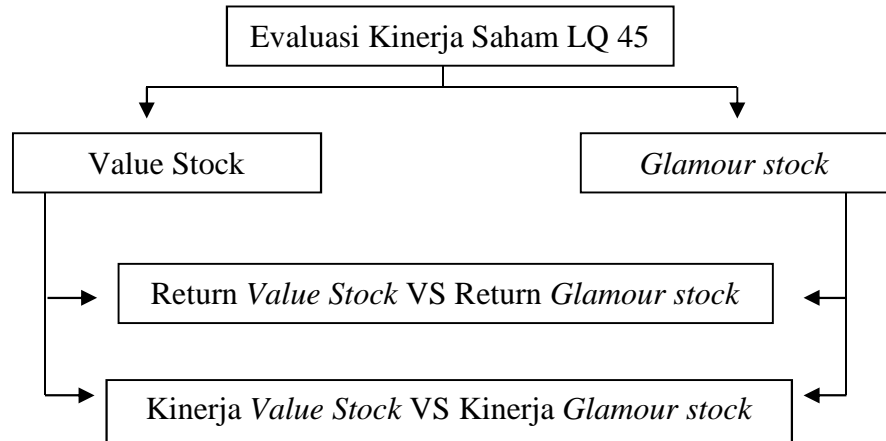 Evaluasi Kinerja Saham LQ 45
Value Stock
Glamour stock
Return Value Stock VS Return Glamour stock
Kinerja Value Stock VS Kinerja Glamour stock